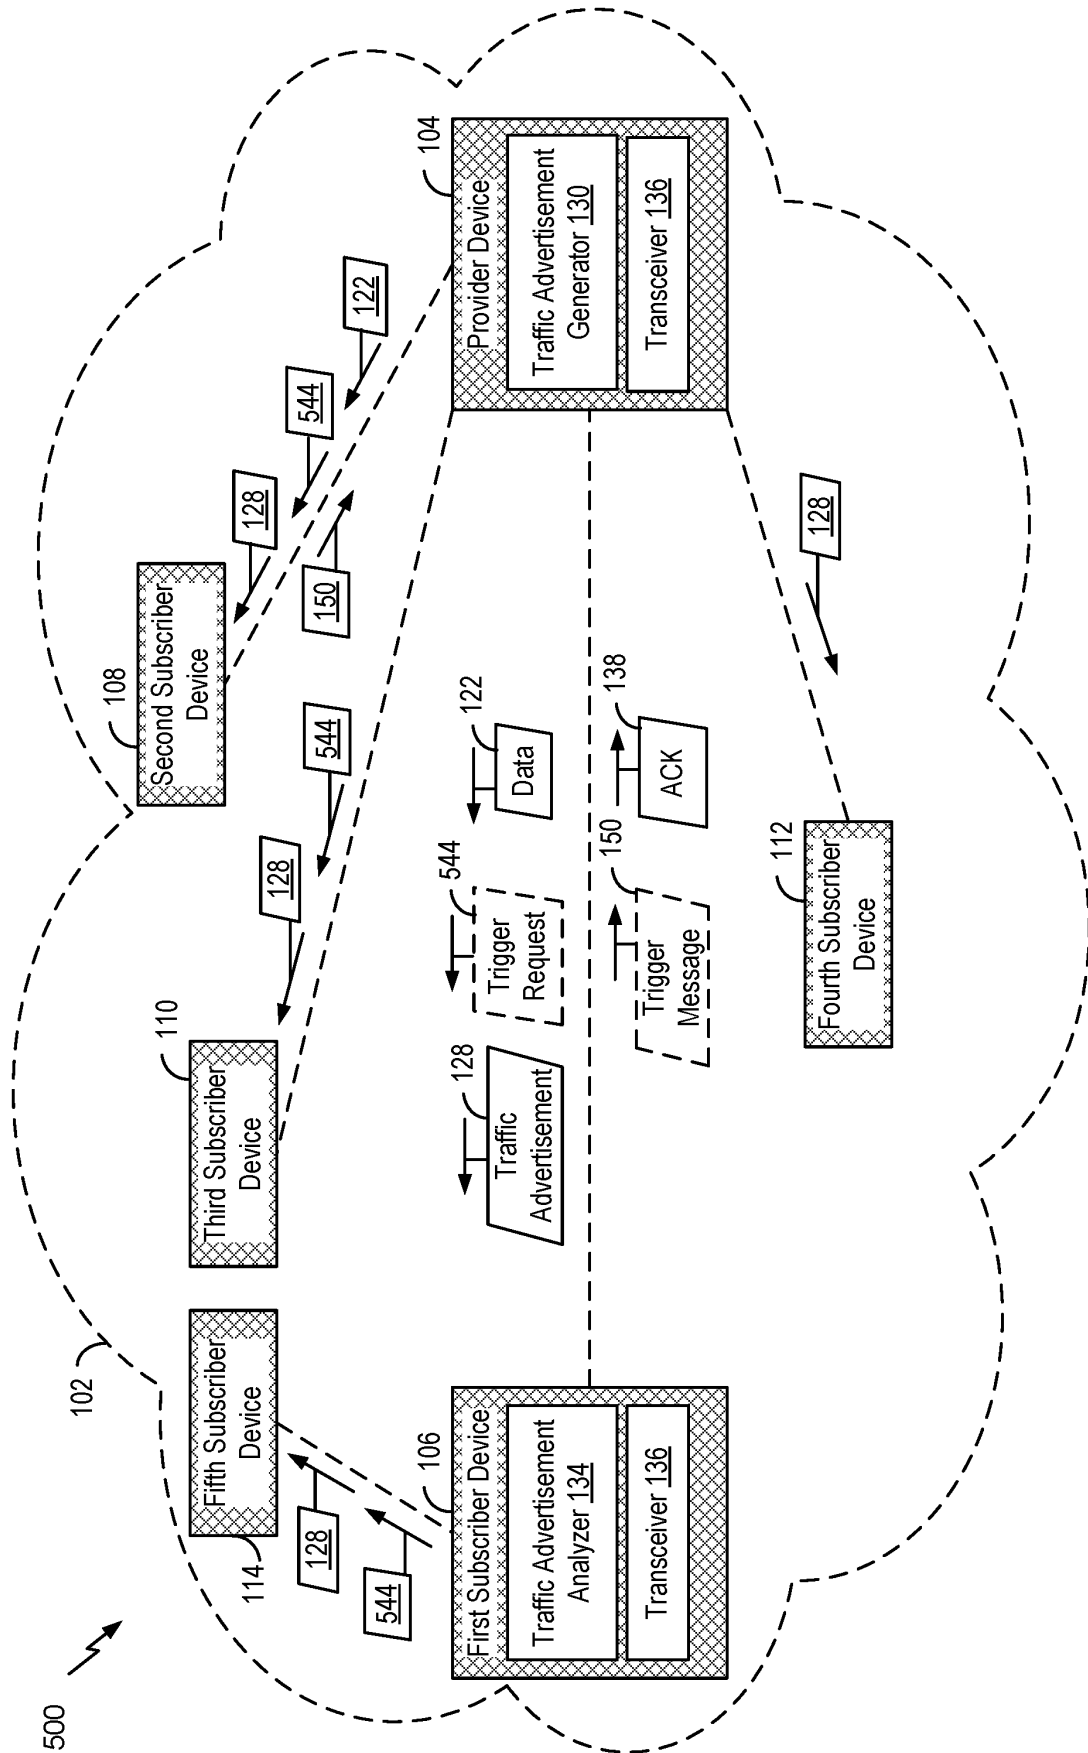 500
102
Fifth Subscriber
Device
114
128
544
106
First Subscriber Device
Traffic Advertisement
Analyzer 134
Transceiver 136
110
Third Subscriber
Device
128
544
108
Second Subscriber
Device
128
544
122
150
104
Provider Device
Traffic Advertisement
Generator 130
Transceiver 136
128
Traffic
Advertisement
544
Trigger
Request
122
Data
150
Trigger
Message
138
ACK
112
Fourth Subscriber
Device
128